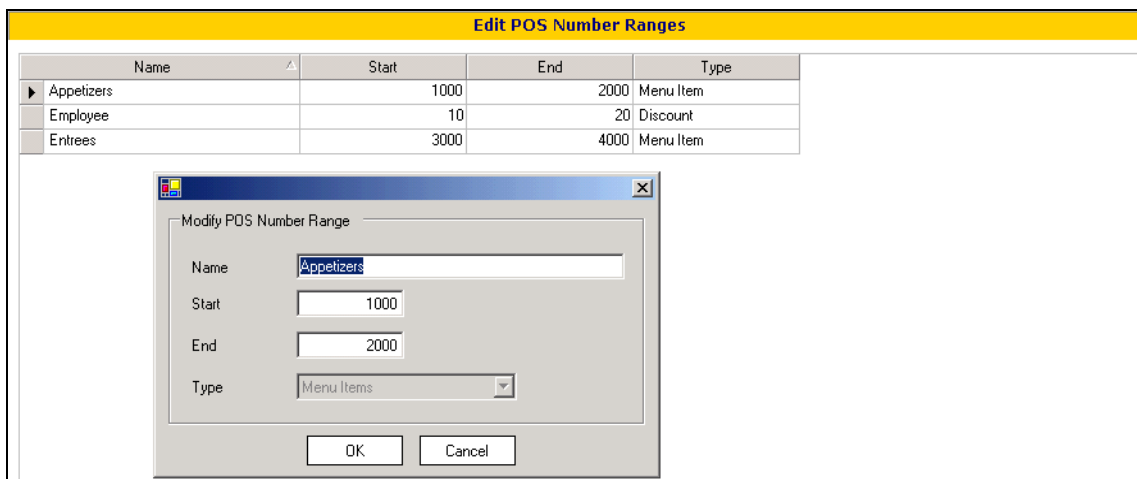 Edit POS Number Ranges
Name Start End Type
Appetizers 1000 2000 Menu Item
Employee 10 20 Discount
Entrees 3000 4000 Menu Item
Modify POS Number Range
Name Appetizers
Start 1000
End 2000
Type Menu Items
OK Cancel